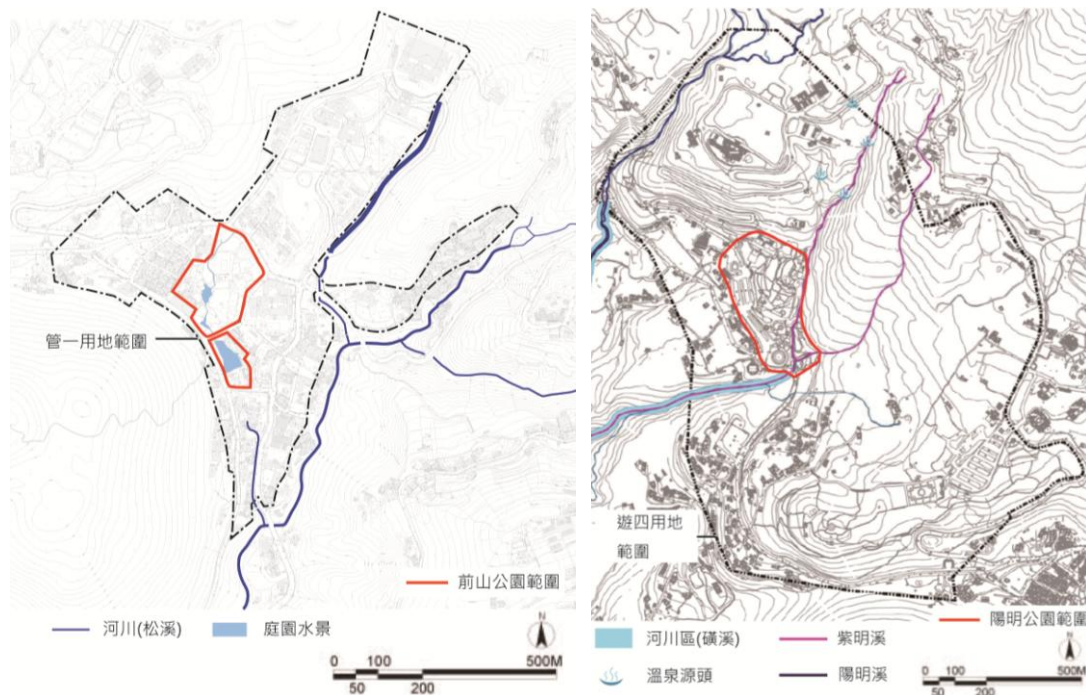 管一用地範圍
前山公園範圍
河川(松溪)
庭園水景
N
0 100 500M
50 200
遊四用地
範圍
陽明公園範圍
河川區(磺溪)
紫明溪
溫泉源頭
陽明溪
N
0 100 500M
50 200